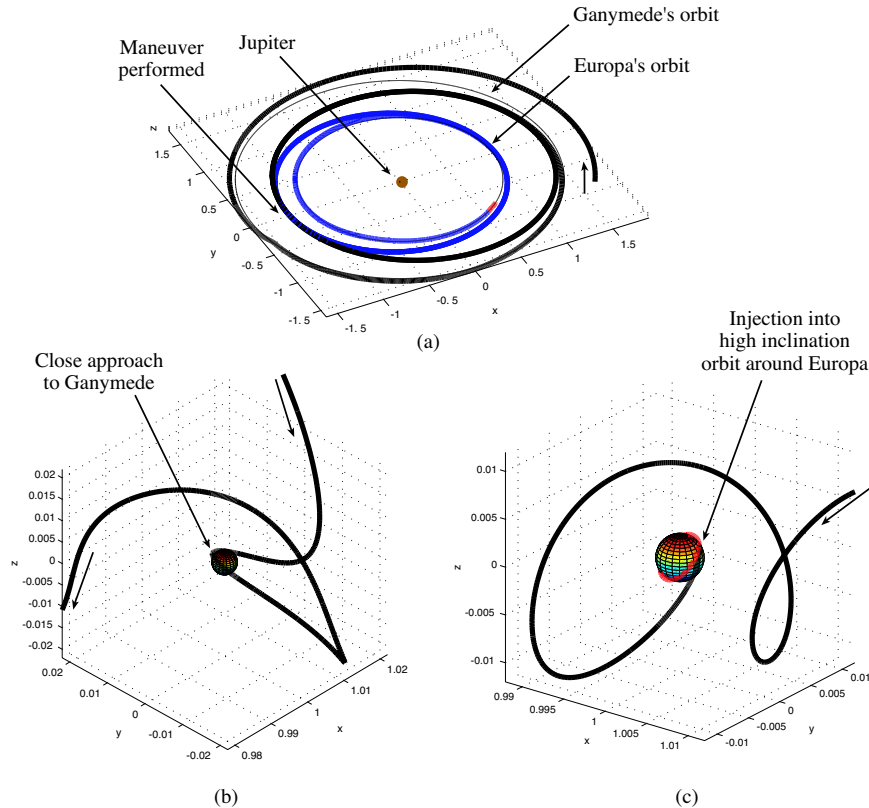 Ganymede's orbit
Maneuver
performed
Jupiter
Europa's orbit
z
1.5
1
0.5
0
-0. 5
-1
-1. 5
y
-1.5
-1
-0. 5
0
0.5
1
1.5
x
(a)
Close approach
to Ganymede
0.02
0.015
0.01
0.005
0
-0.005
-0.01
-0.015
-0.02
z
0.02
0.01
0
-0.01
-0.02
y
0.98
0.99
1
1.01
1.02
x
(b)
Injection into
high inclination
orbit around Europa
0.01
0.005
0
-0.005
-0.01
z
0.99
0.995
1
1.005
1.01
x
-0.01
-0.005
0
0.005
0.01
y
(c)